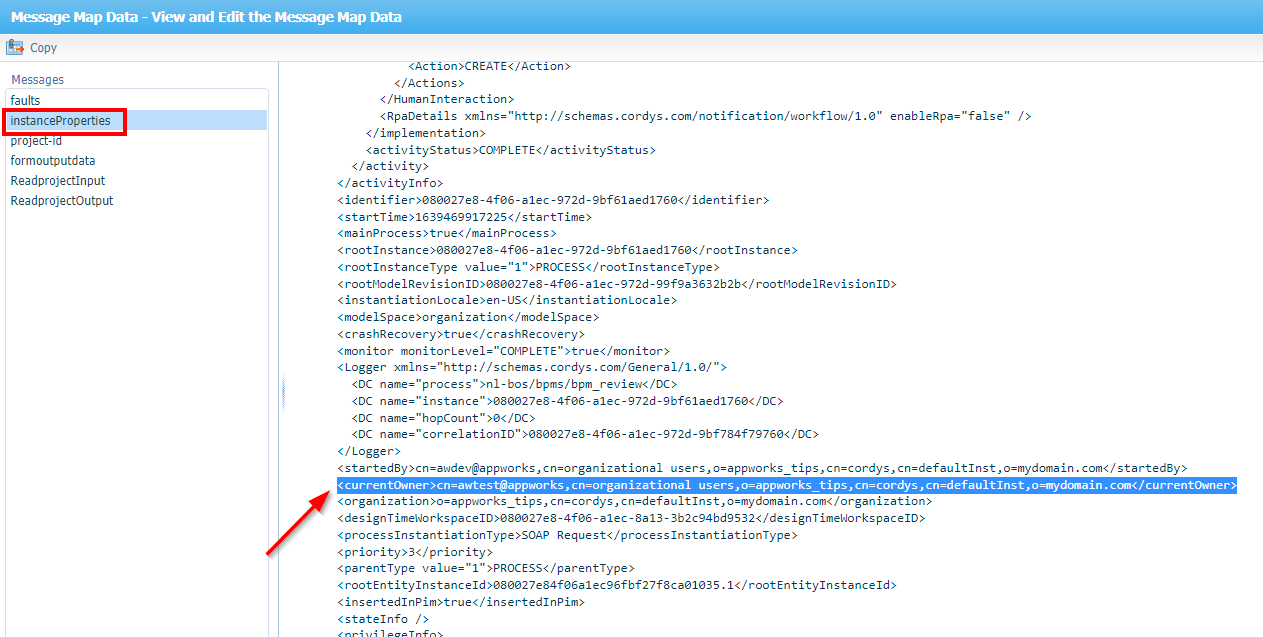 Message Map Data - View and Edit the Message Map Data
Copy
Messages
faults
instanceProperties
project-id
formoutputdata
ReadprojectInput
ReadprojectOutput
<Action>CREATE</Action>
</Actions>
</HumanInteraction>
<RpaDetails xmlns="http://schemas.cordys.com/notification/workflow/1.0" enableRpa="false" />
</implementation>
<activityStatus>COMPLETE</activityStatus>
</activity>
</activityInfo>
<identifier>080027e8-4f06-a1ec-972d-9bf61aed1760</identifier>
<startTime>1639469917225</startTime>
<mainProcess>true</mainProcess>
<rootInstance>080027e8-4f06-a1ec-972d-9bf61aed1760</rootInstance>
<rootInstanceType value="1">PROCESS</rootInstanceType>
<rootModelRevisionID>080027e8-4f06-a1ec-972d-99f9a3632b2b</rootModelRevisionID>
<instantiationLocale>en-US</instantiationLocale>
<modelSpace>organization</modelSpace>
<crashRecovery>true</crashRecovery>
<monitor monitorLevel="COMPLETE">true</monitor>
<Logger xmlns="http://schemas.cordys.com/General/1.0/">
<DC name="process">nl-bos/bpms/bpm_review</DC>
<DC name="instance">080027e8-4f06-a1ec-972d-9bf61aed1760</DC>
<DC name="hopCount">0</DC>
<DC name="correlationID">080027e8-4f06-a1ec-972d-9bf784f79760</DC>
</Logger>
<startedBy>cn=awdev@appworks,cn=organizational users,o=appworks_tips,cn=cordys,cn=defaultInst,o=mydomain.com</startedBy>
<currentOwner>cn=awtest@appworks,cn=organizational users,o=appworks_tips,cn=cordys,cn=defaultInst,o=mydomain.com</currentOwner>
<organization>o=appworks_tips,cn=cordys,cn=defaultInst,o=mydomain.com</organization>
<designTimeWorkspaceID>080027e8-4f06-a1ec-8a13-3b2c94bd9532</designTimeWorkspaceID>
<processInstantiationType>SOAP Request</processInstantiationType>
<priority>3</priority>
<parentType value="1">PROCESS</parentType>
<rootEntityInstanceId>080027e84f06a1ec96fbf27f8ca01035.1</rootEntityInstanceId>
<insertedInPim>true</insertedInPim>
<stateInfo />
<privilegeInfo>